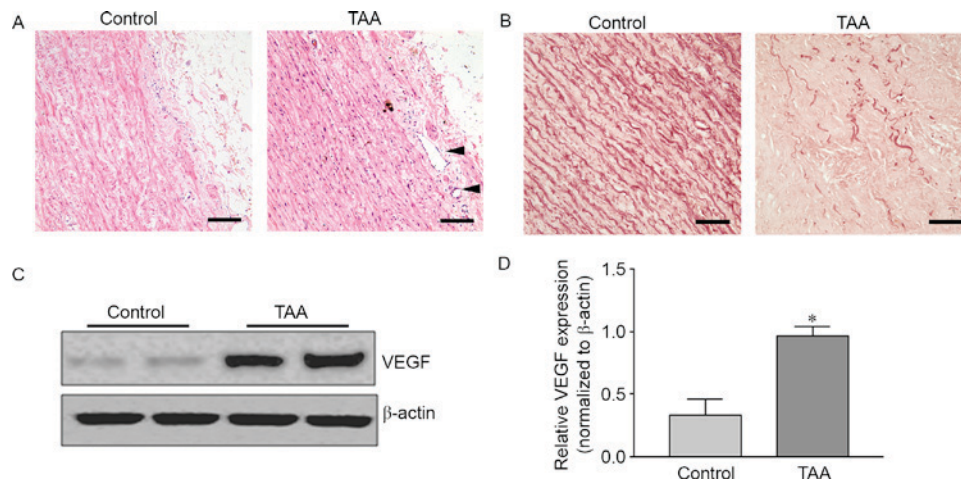 A
Control
TAA
B
Control
TAA
C
Control
TAA
VEGF
β-actin
D
Relative VEGF expression
(normalized to β-actin)
1.5
1.0
0.5
0.0
*
Control
TAA